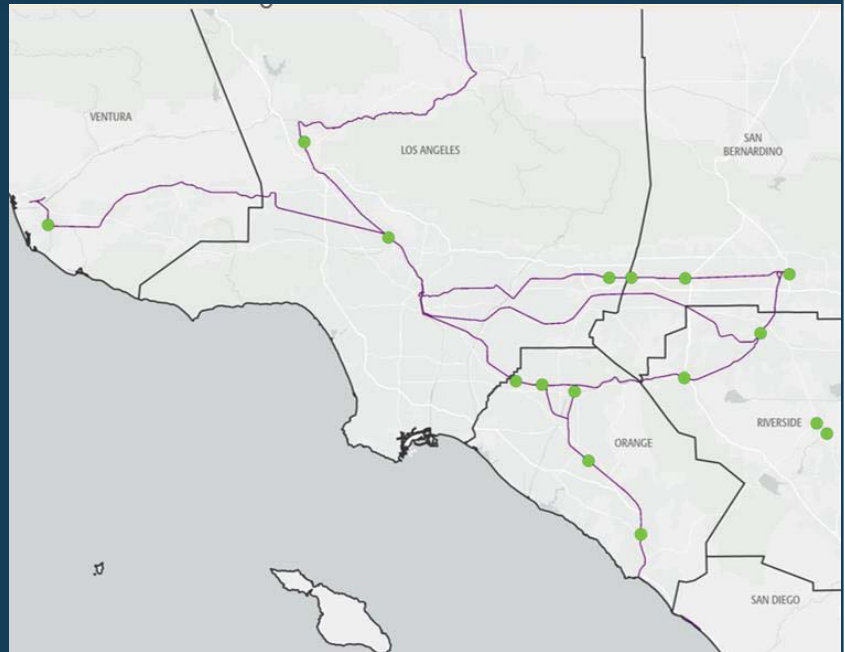 VENTURA
LOS ANGELES
SAN
BERNARDINO
RIVERSIDE
ORANGE
SAN DIEGO